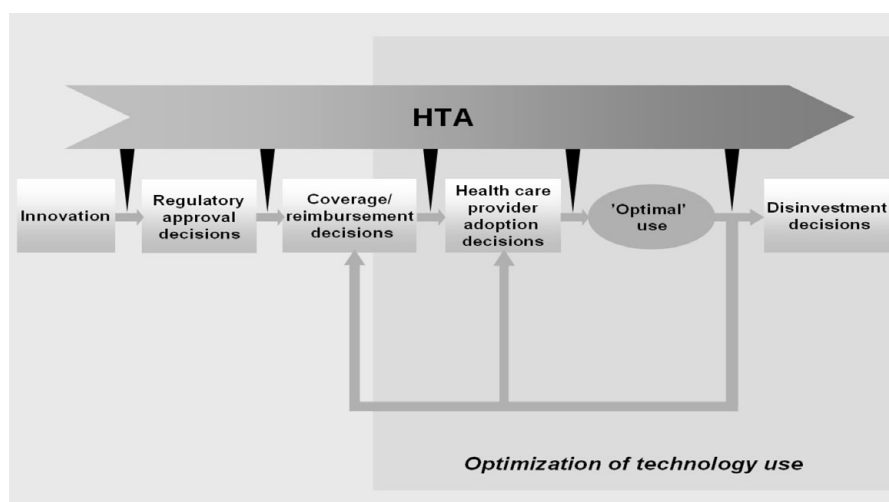 HTA
Innovation
Regulatory
approval
decisions
Coverage/
reimbursement
decisions
Health care
provider
adoption
decisions
'Optimal'
use
Disinvestment
decisions
Optimization of technology use